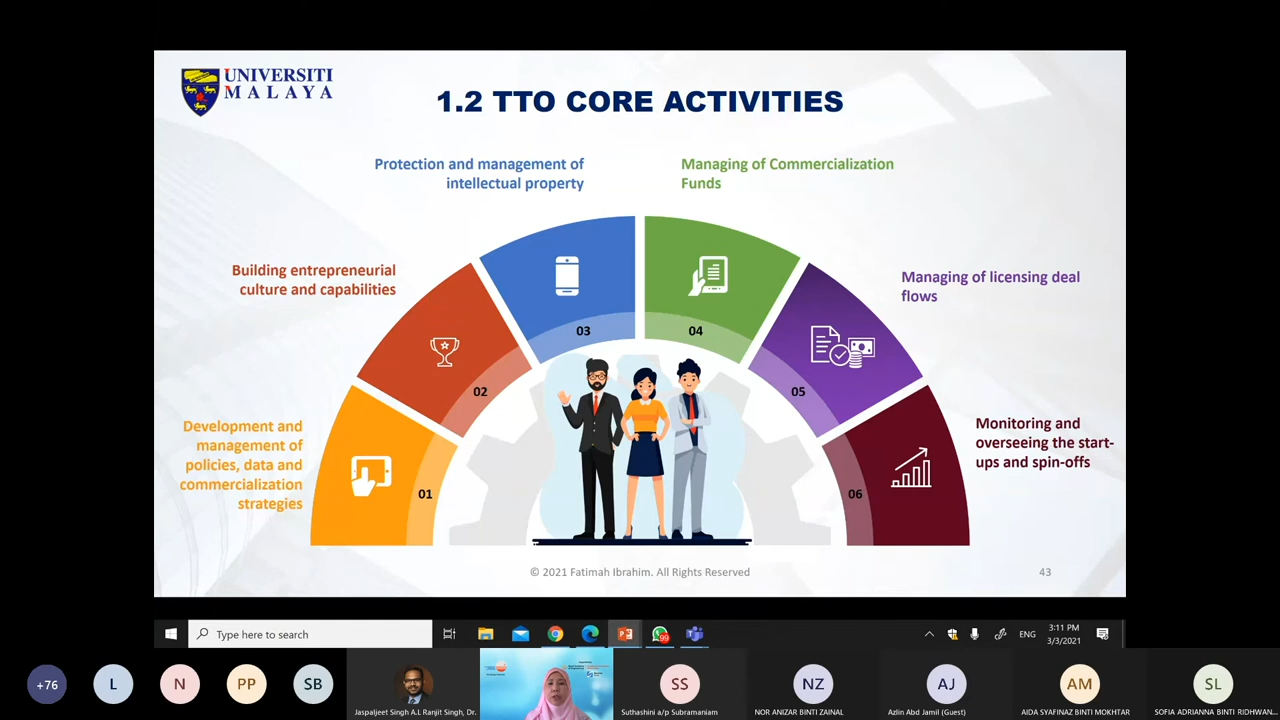 UNIVERSITI
MALAYA
1.2 TTO CORE ACTIVITIES
Protection and management of
intellectual property
Managing of Commercialization
Funds
Building entrepreneurial
culture and capabilities
Managing of licensing deal
flows
Development and
management of
policies, data and
commercialization
strategies
Monitoring and
overseeing the start-
ups and spin-offs
01
02
03
04
05
06
© 2021 Fatimah Ibrahim. All Rights Reserved
43
Type here to search
99
ENG
3:11 PM
3/3/2021
+76
L
N
PP
SB
Jaspaljeet Singh A.L Ranjit Singh, Dr.
SS
Suthashini a/p Subramaniam
NZ
NOR ANIZAR BINTI ZAINAL
AJ
Azlin Abd Jamil (Guest)
AM
AIDA SYAFINAZ BINTI MOKHTAR
SL
SOFIA ADRIANNA BINTI RIDHWAN...